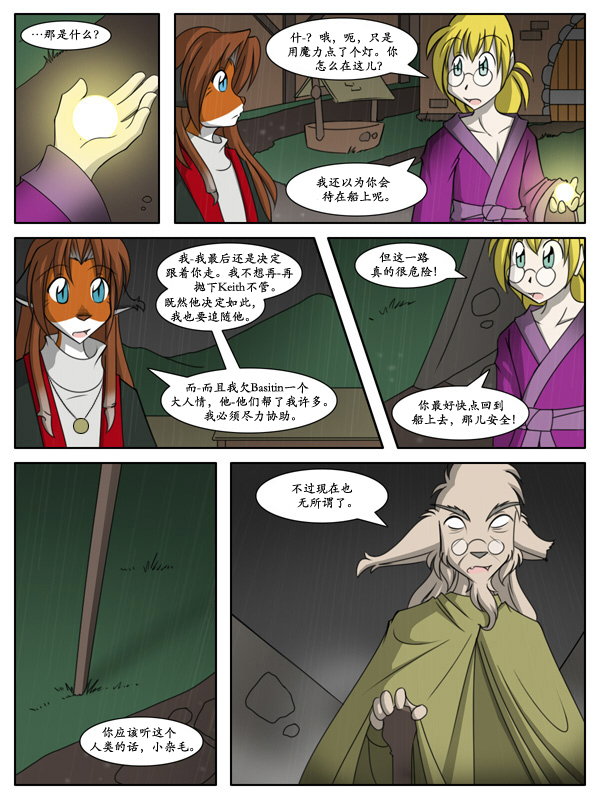 …那是什么？
什-？哦，呃，只是
用魔力点了个灯。你
怎么在这儿？
我还以为你会
待在船上呢。
我-我最后还是决定
跟着你走。我不想再-再
抛下Keith不管。
既然他决定如此，
我也要追随他。
而-而且我欠Basitin一个
大人情，他-他们帮了我许多。
我必须尽力协助。
但这一路
真的很危险！
你最好快点回到
船上去，那儿安全！
你应该听这个
人类的话，小杂毛。
不过现在也
无所谓了。